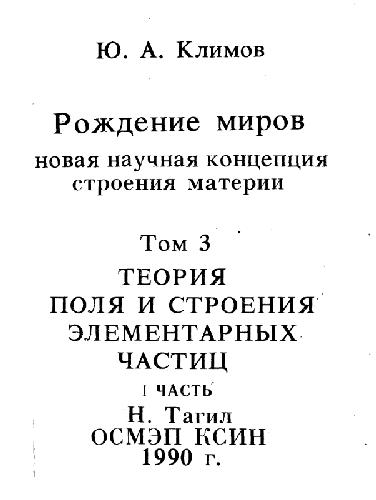 Ю. А. Климов
Рождение миров
новая научная концепция
строения материи
Том 3
ТЕОРИЯ
ПОЛЯ И СТРОЕНИЯ
ЭЛЕМЕНТАРНЫХ
ЧАСТИЦ
I ЧАСТЬ
Н. Тагил
ОСМЭП КСИН
1990 г.